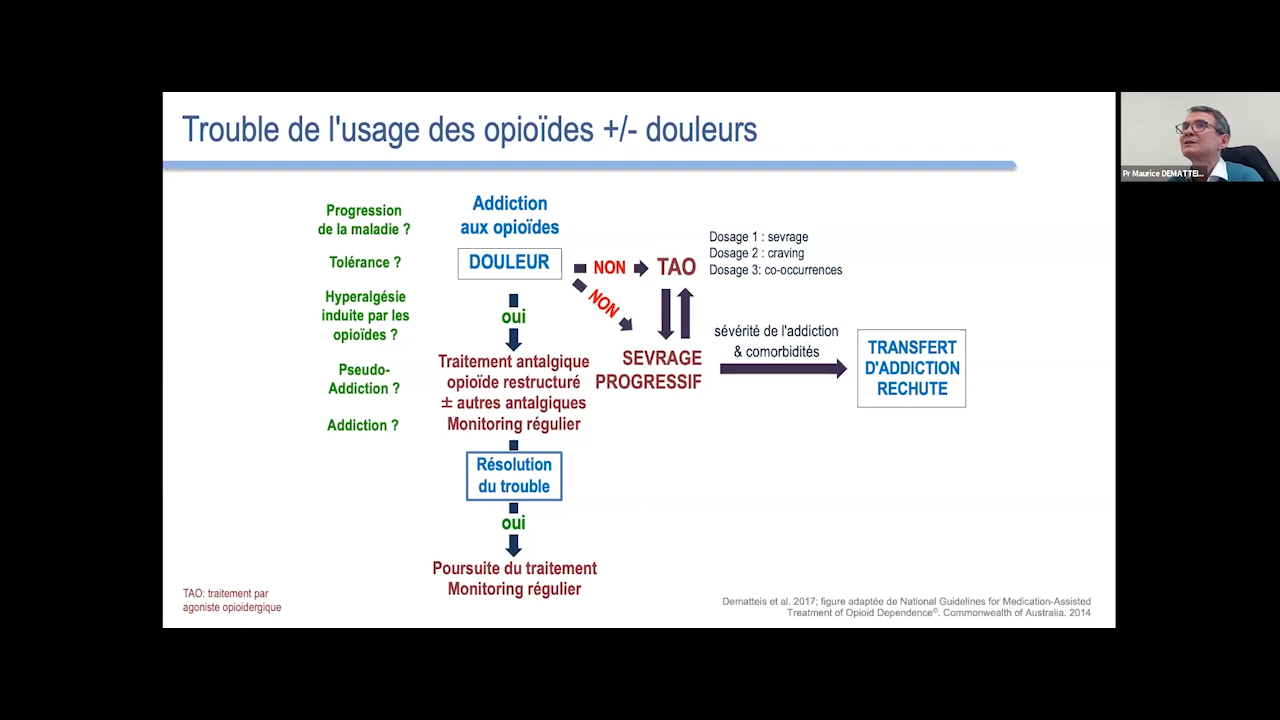 Trouble de l'usage des opioïdes +/- douleurs
Pr Maurice DEMATTEI...
Progression
de la maladie ?
Tolérance ?
Hyperalgésie
induite par les
opioïdes ?
Pseudo-
Addiction ?
Addiction ?
Addiction
aux opioïdes
DOULEUR
NON
TAO
Dosage 1 : sevrage
Dosage 2 : craving
Dosage 3: co-occurrences
NON
oui
SEVRAGE
PROGRESSIF
sévérité de l'addiction
& comorbidités
TRANSFERT
D'ADDICTION
RECHUTE
Traitement antalgique
opioïde restructuré
± autres antalgiques
Monitoring régulier
Résolution
du trouble
oui
Poursuite du traitement
Monitoring régulier
TAO: traitement par
agoniste opioidergique
Dematteis et al. 2017; figure adaptée de National Guidelines for Medication-Assisted
Treatment of Opioid Dependence©. Commonwealth of Australia. 2014